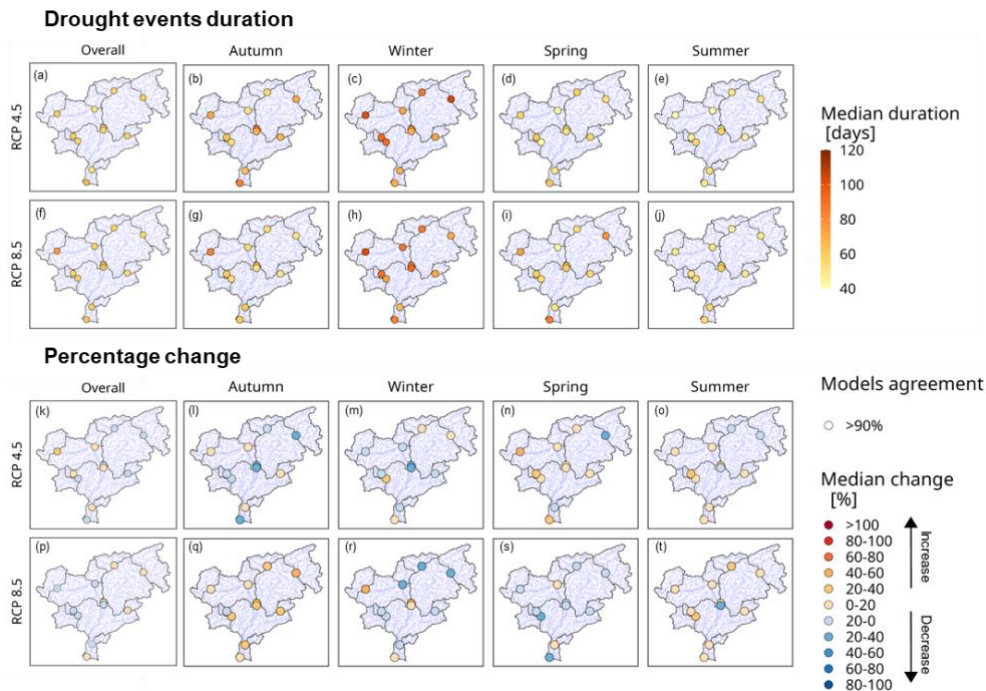 Drought events duration
Overall Autumn Winter Spring Summer
(a) (b) (c) (d) (e)
RCP 4.5
(f) (g) (h) (i) (j)
RCP 8.5
Median duration
[days]
120
100
80
60
40
Percentage change
Overall Autumn Winter Spring Summer
(k) (l) (m) (n) (o)
RCP 4.5
(p) (q) (r) (s) (t)
RCP 8.5
Models agreement
>90%
Median change
[%]
>100
80-100
60-80
40-60
20-40
0-20
20-0
20-40
40-60
60-80
80-100
Increase
Decrease